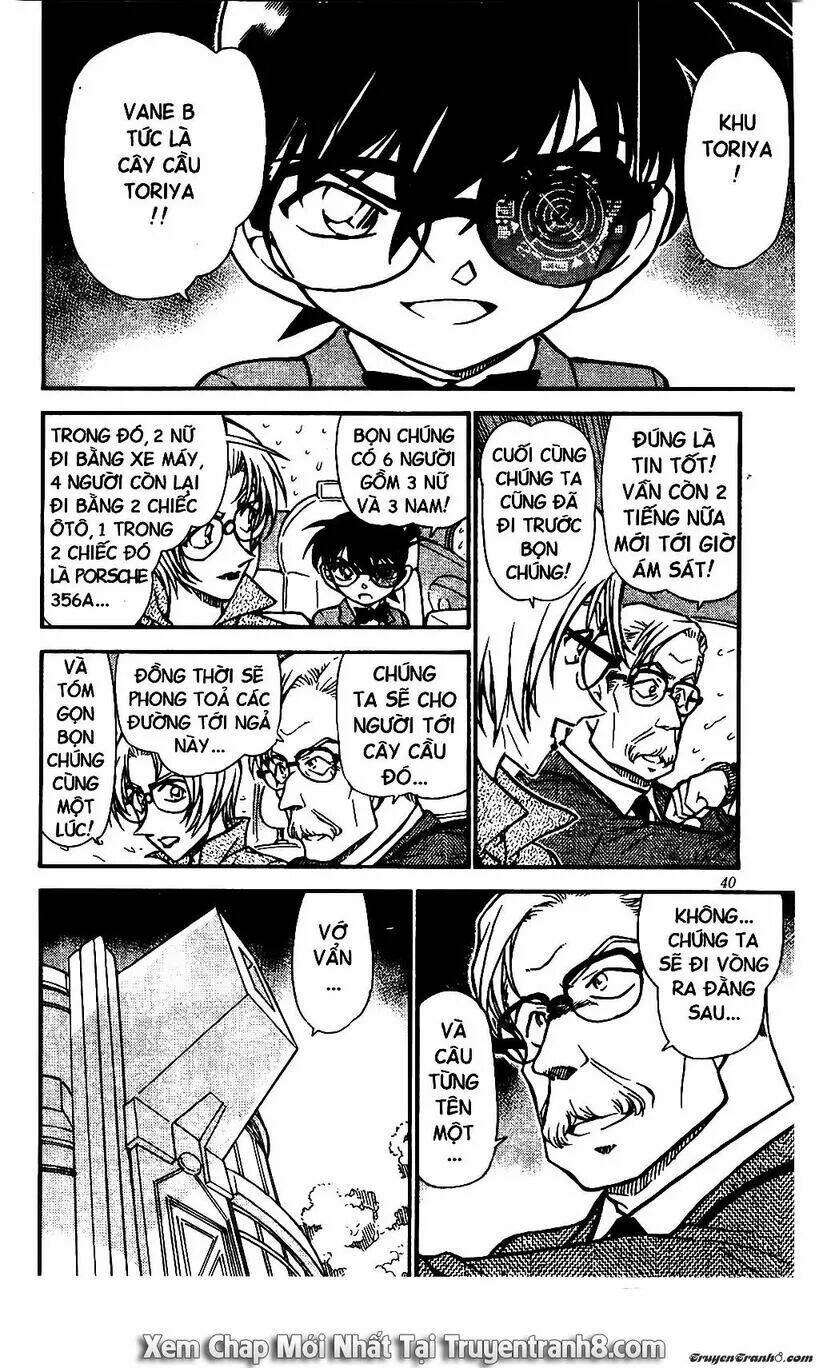 KHU
TORIYA
!
VANE B
TỨC LÀ
CÂY CẦU
TORIYA
!!
ĐÚNG LÀ
TIN TỐT!
VẪN CÒN 2
TIẾNG NỮA
MỚI TỚI GIỜ
ÁM SÁT!
CUỐI CÙNG
CHÚNG TA
CŨNG ĐÃ
ĐI TRƯỚC
BỌN
CHÚNG!
BỌN CHÚNG
CÓ 6 NGƯỜI
GỒM 3 NỮ
VÀ 3 NAM!
TRONG ĐÓ, 2 NỮ
ĐI BẰNG XE MÁY,
4 NGƯỜI CÒN LẠI
ĐI BẰNG 2 CHIẾC
ÔTÔ, 1 TRONG
2 CHIẾC ĐÓ
LÀ PORSCHE
356A...
CHÚNG
TA SẼ CHO
NGƯỜI TỚI
CÂY CẦU
ĐÓ...
ĐỒNG THỜI SẼ
PHONG TOẢ CÁC
ĐƯỜNG TỚI NGẢ
NÀY...
VÀ
TÓM
GỌN
BỌN
CHÚNG
CÙNG
MỘT
LÚC!
40
KHÔNG...
CHÚNG TA
SẼ ĐI VÒNG
RA ĐẰNG
SAU...
VÀ
CÂU
TỪNG
TÊN
MỘT
...
VỚ
VẨN
...
Xem Chap Mới Nhất Tại Truyentranh8.com
TruyenTranh8.com